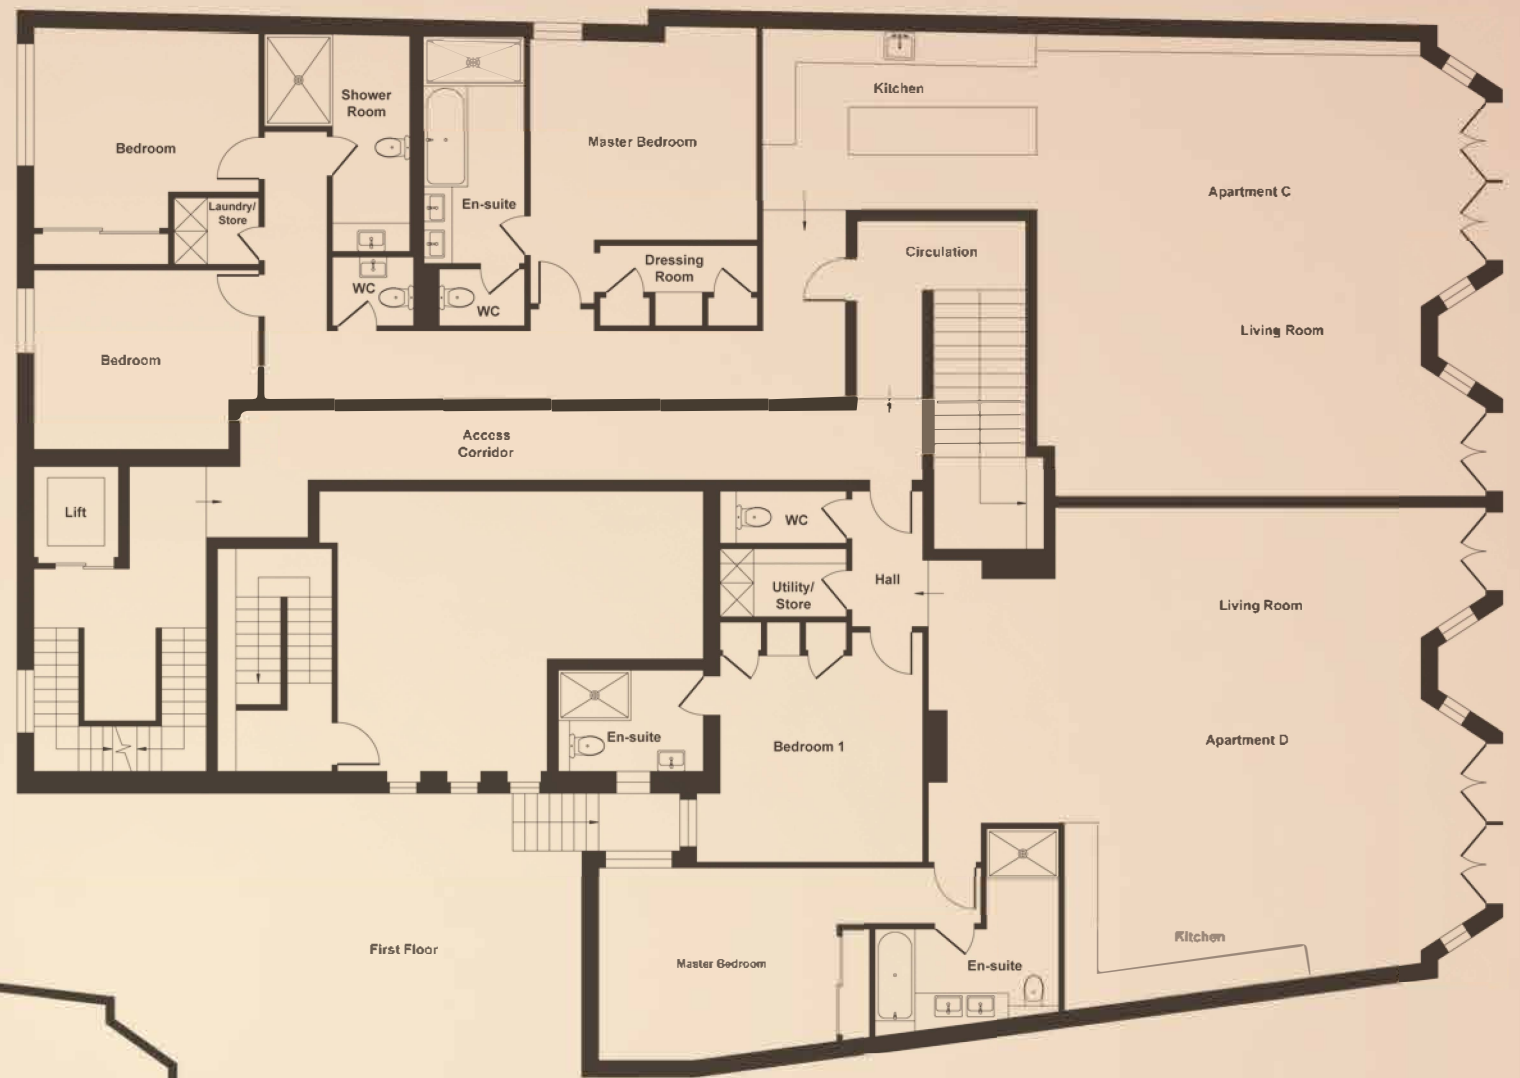 Bedroom
Shower
Room
Laundry/
Store
En-suite
Master Bedroom
Kitchen
Apartment C
WC
WC
Dressing
Room
Circulation
Living Room
Bedroom
Access
Corridor
Lift
WC
Utility/
Store
Hall
Living Room
En-suite
Bedroom 1
Apartment D
First Floor
Master Bedroom
En-suite
Kitchen